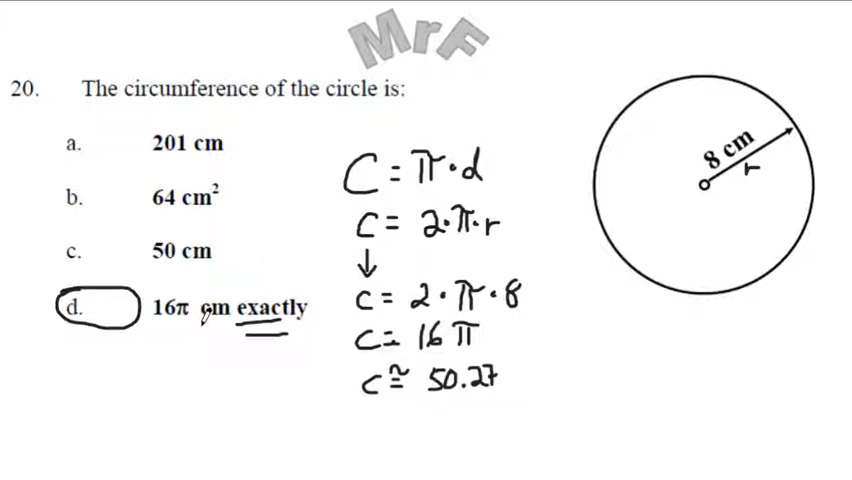 MrF
20. The circumference of the circle is:
a. 201 cm
b. 64 cm²
c. 50 cm
d. 16π cm exactly
C = π · d
C = 2 · π · r
↓
C = 2 · π · 8
C = 16 π
C ≅ 50.27
8 cm
r